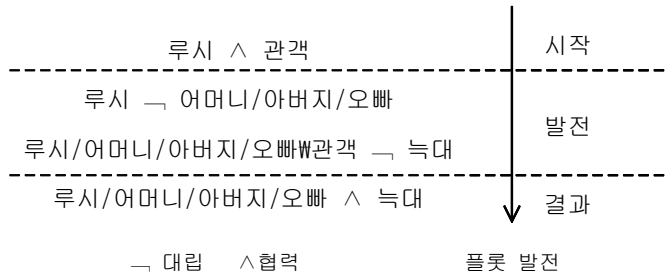 루시 ∧ 관객
시작
루시 ﹁ 어머니/아버지/오빠
발전
루시/어머니/아버지/오빠₩관객 ﹁ 늑대
루시/어머니/아버지/오빠 ∧ 늑대
결과
﹁ 대립 ∧협력
플롯 발전